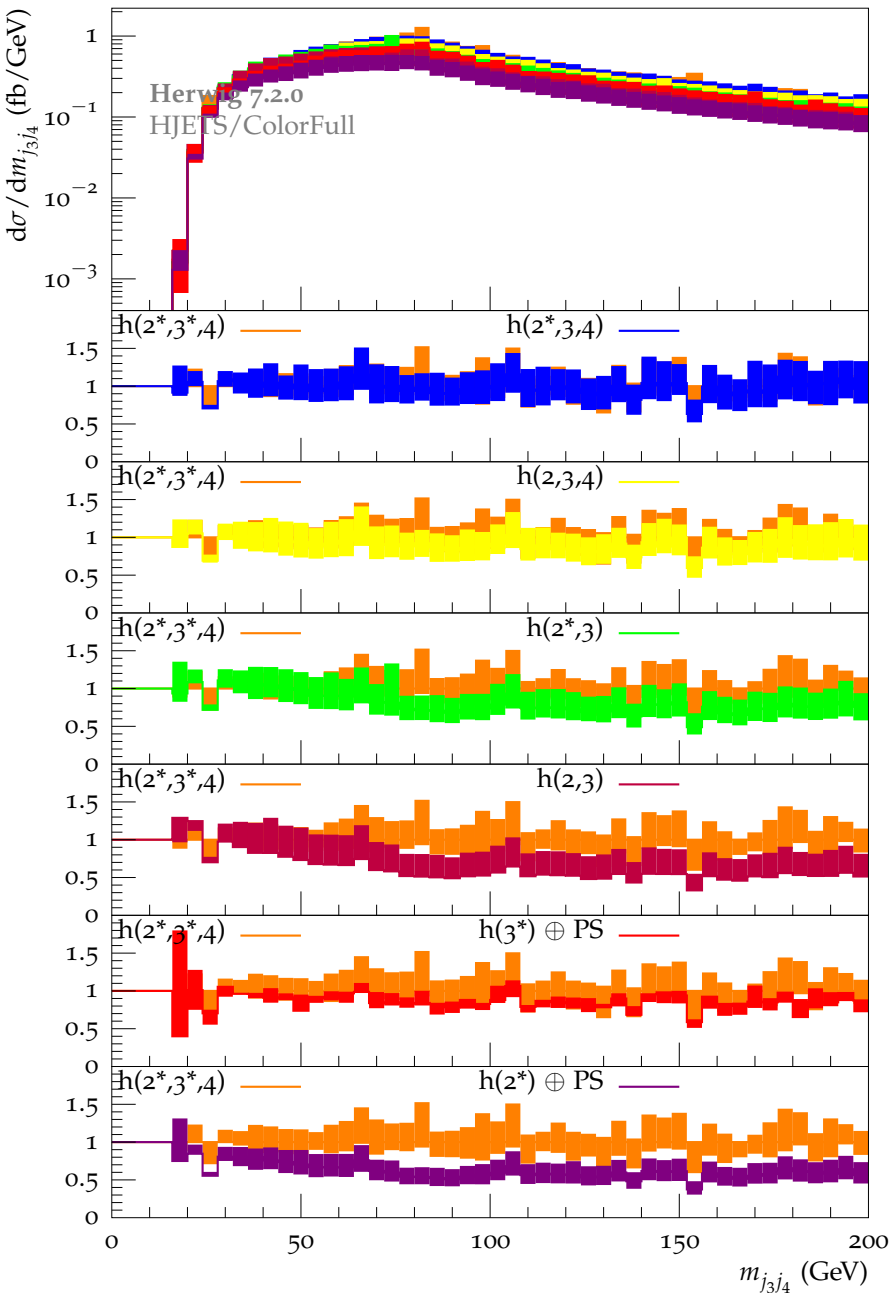 dσ/dm_{j₃j₄} (fb/GeV)
1
10⁻¹
10⁻²
10⁻³
Herwig 7.2.0
HJETS/ColorFull
h(2*,3*,4) h(2*,3,4)
1.5
1
0.5
0
h(2*,3*,4) h(2,3,4)
1.5
1
0.5
0
h(2*,3*,4) h(2*,3)
1.5
1
0.5
0
h(2*,3*,4) h(2,3)
1.5
1
0.5
0
h(2*,3*,4) h(3*) ⊕ PS
1.5
1
0.5
0
h(2*,3*,4) h(2*) ⊕ PS
1.5
1
0.5
0
0 50 100 150 200
m_{j₃j₄} (GeV)